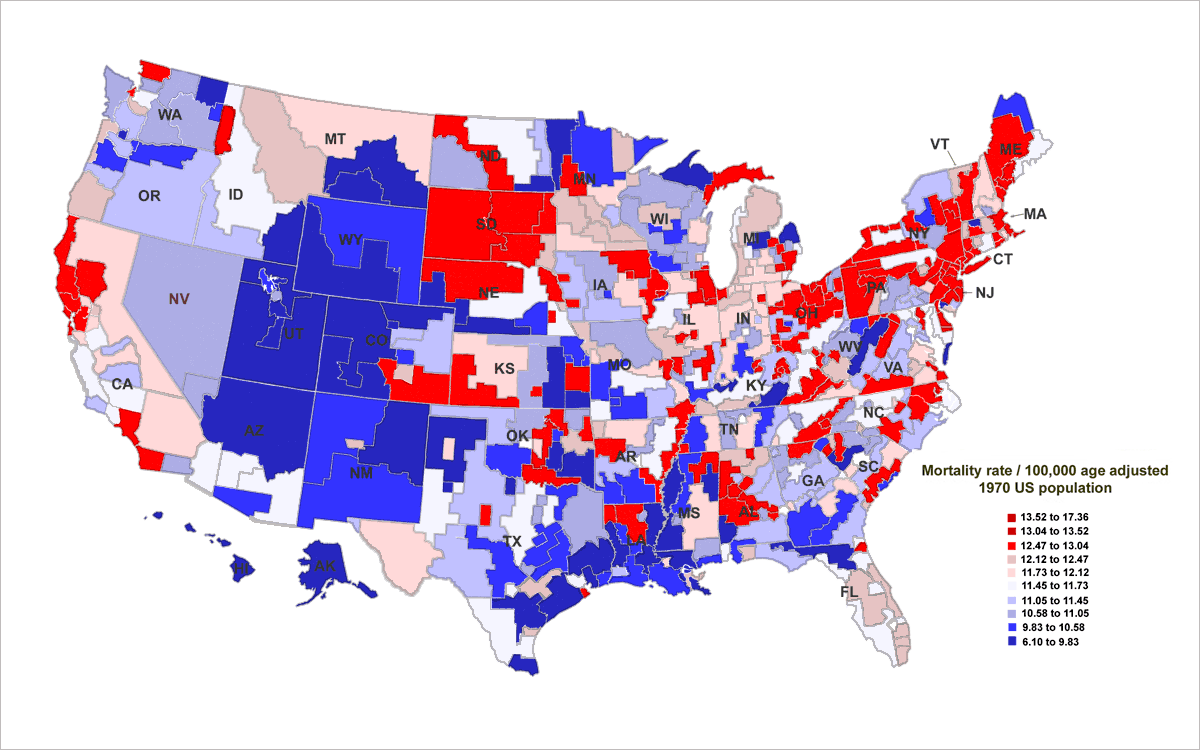 WA
MT
ND
MN
VT
ME
OR
ID
SD
WI
MI
NY
MA
WY
CT
NV
NE
IA
PA
NJ
UT
CO
IL
IN
OH
KS
MO
WV
VA
KY
CA
NC
AZ
NM
OK
AR
TN
SC
GA
MS
AL
TX
LA
HI
AK
FL
Mortality rate / 100,000 age adjusted
1970 US population
13.52 to 17.36
13.04 to 13.52
12.47 to 13.04
12.12 to 12.47
11.73 to 12.12
11.45 to 11.73
11.05 to 11.45
10.58 to 11.05
9.83 to 10.58
6.10 to 9.83